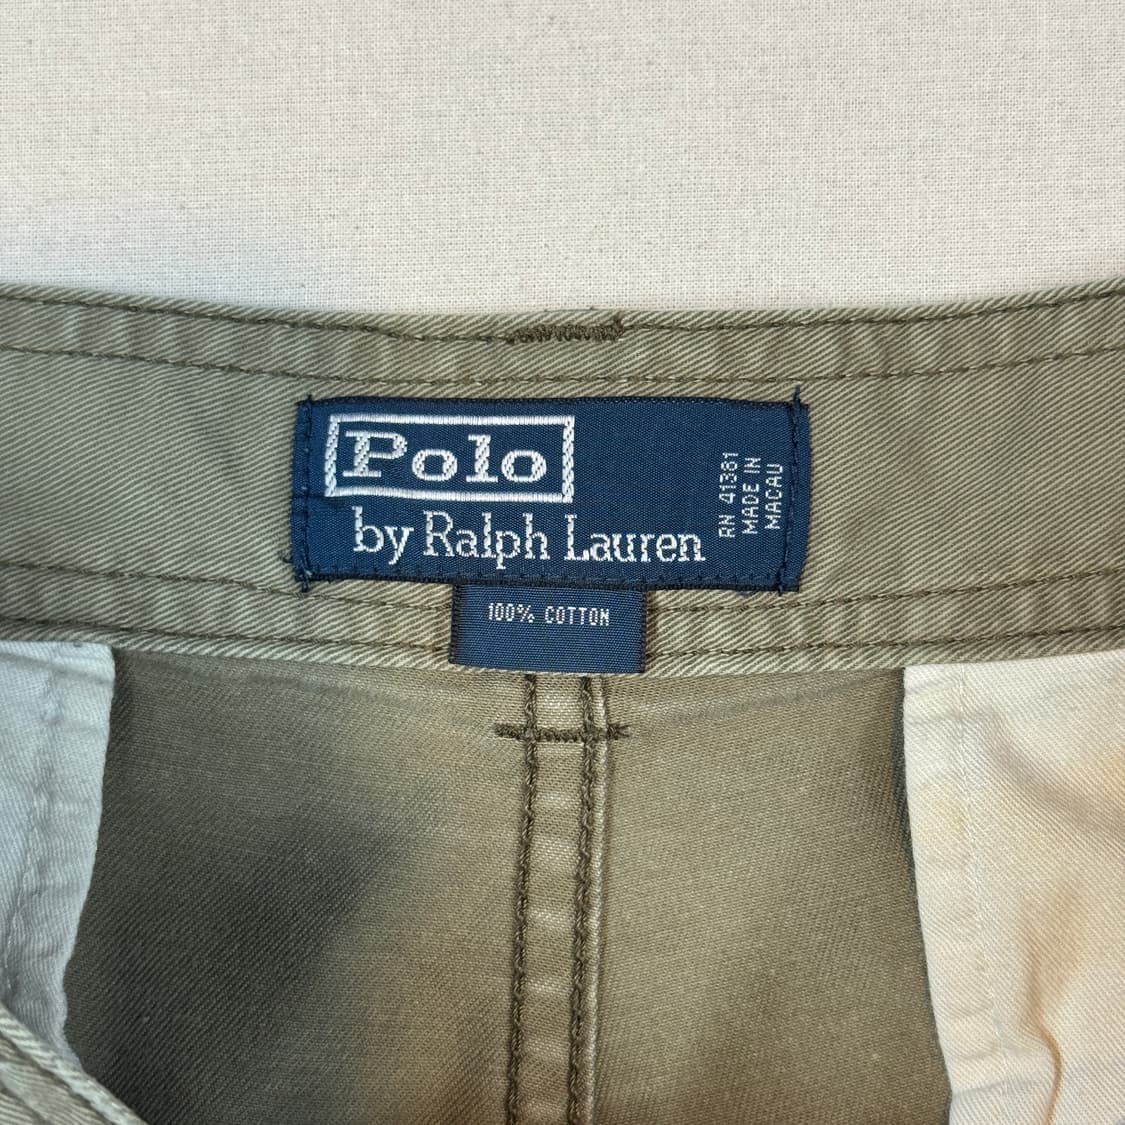 Polo
by Ralph Lauren
RN 41381
MADE IN
MACAU
100% COTTON